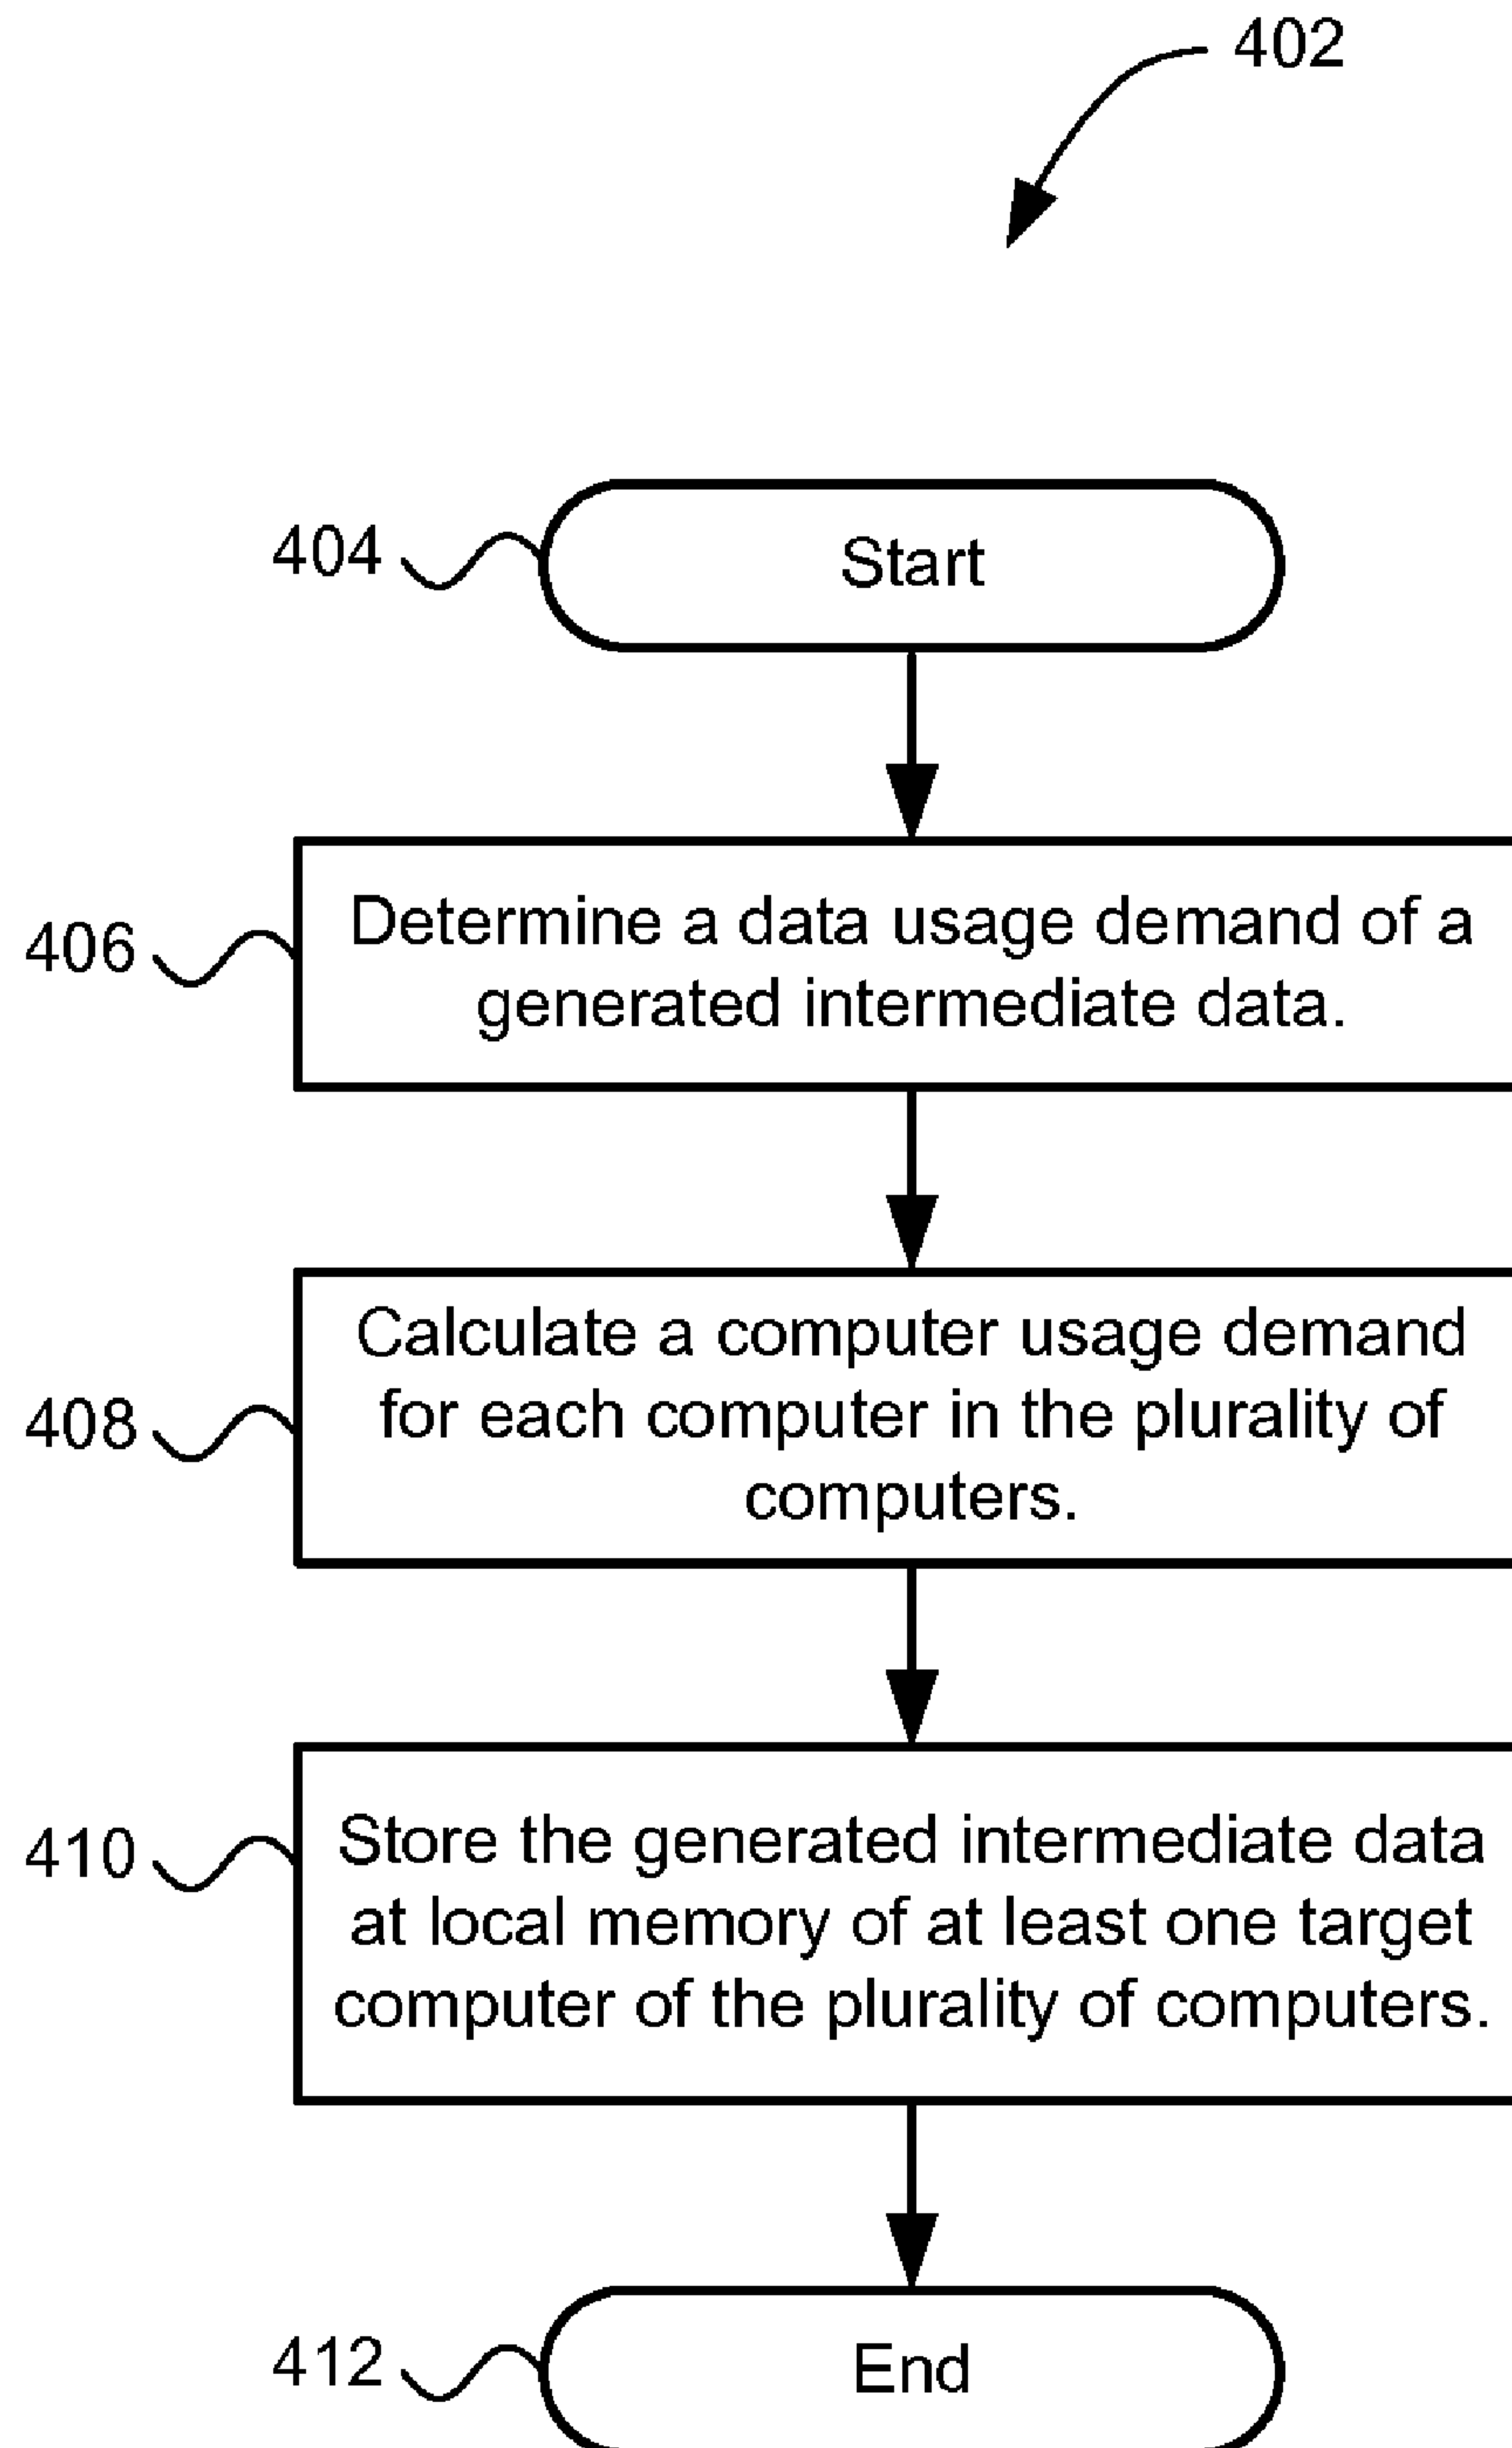 402
404
Start
406
Determine a data usage demand of a
generated intermediate data.
408
Calculate a computer usage demand
for each computer in the plurality of
computers.
410
Store the generated intermediate data
at local memory of at least one target
computer of the plurality of computers.
412
End